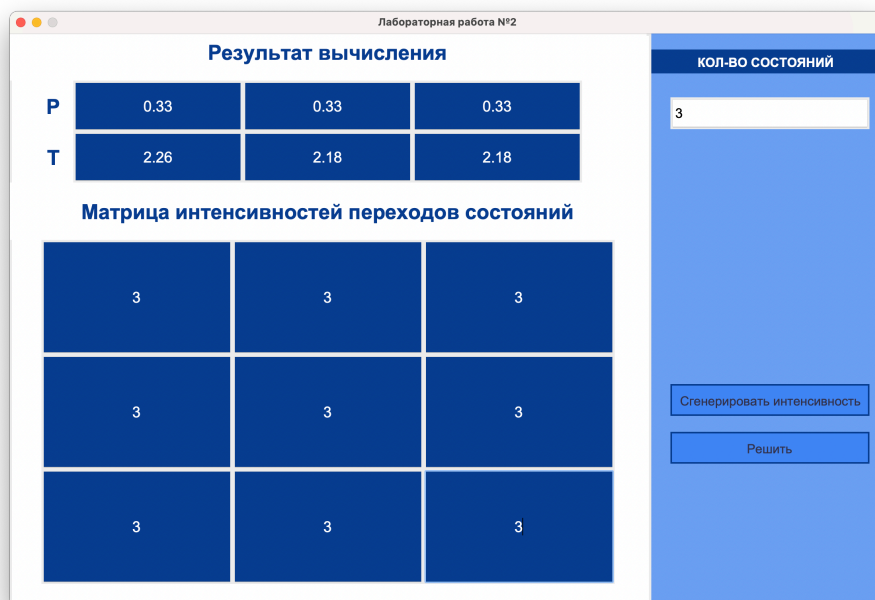 Лабораторная работа №2
Результат вычисления
P 0.33 0.33 0.33
T 2.26 2.18 2.18
Матрица интенсивностей переходов состояний
3 3 3
3 3 3
3 3 3
КОЛ-ВО СОСТОЯНИЙ
3
Сгенерировать интенсивность
Решить